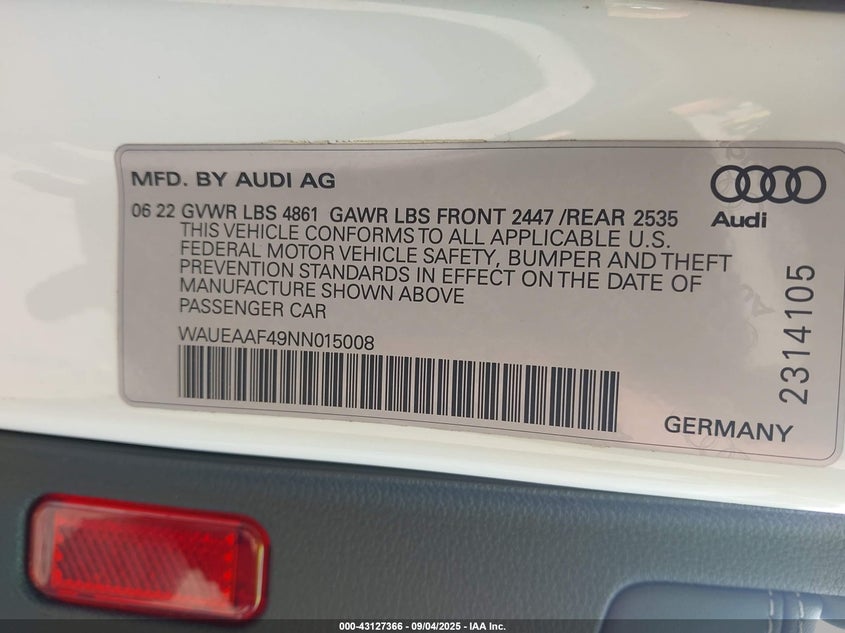 MFD. BY AUDI AG
06 22 GVWR LBS 4861 GAWR LBS FRONT 2447 /REAR 2535
THIS VEHICLE CONFORMS TO ALL APPLICABLE U.S.
FEDERAL MOTOR VEHICLE SAFETY, BUMPER AND THEFT
PREVENTION STANDARDS IN EFFECT ON THE DATE OF
MANUFACTURE SHOWN ABOVE
PASSENGER CAR
WAUEAAF49NN015008
Audi
2314105
GERMANY
000-43127366 - 09/04/2025 - IAA Inc.